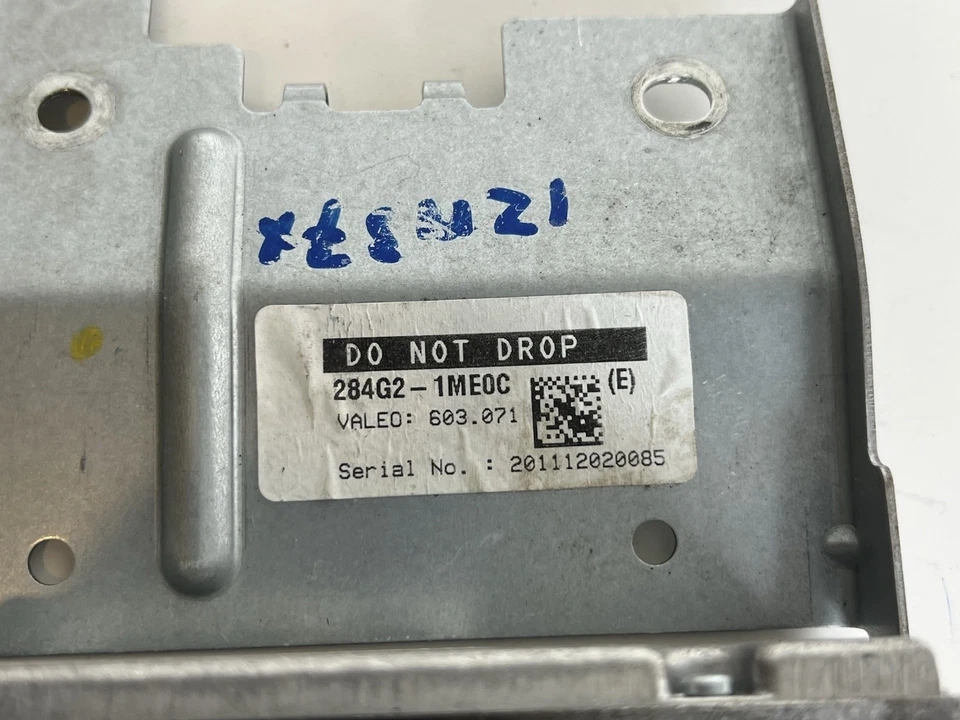 DO NOT DROP
284G2-1ME0C (E)
VALEO: 603.071
Serial No. : 201112020085